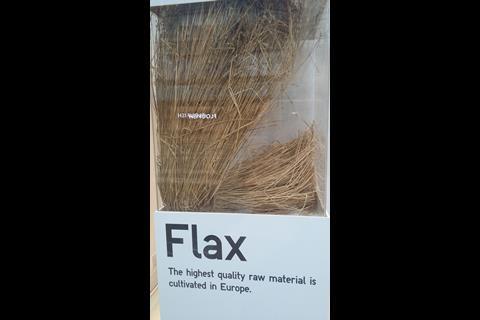 Flax
The highest quality raw material is
cultivated in Europe.